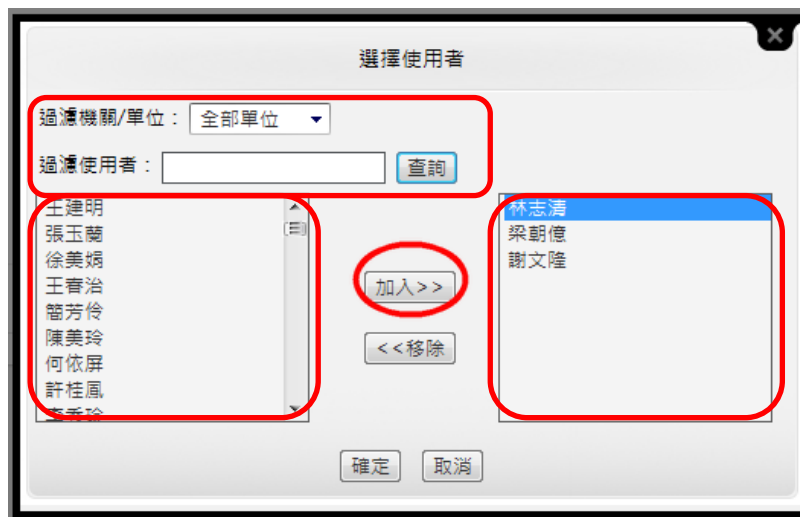 選擇使用者
過濾機關/單位： 全部單位
過濾使用者： 查詢
王建明
張玉蘭
徐美娟
王春治
簡芳伶
陳美玲
何依屏
許桂鳳
加入>>
<<移除
林志清
梁朝億
謝文隆
確定 取消